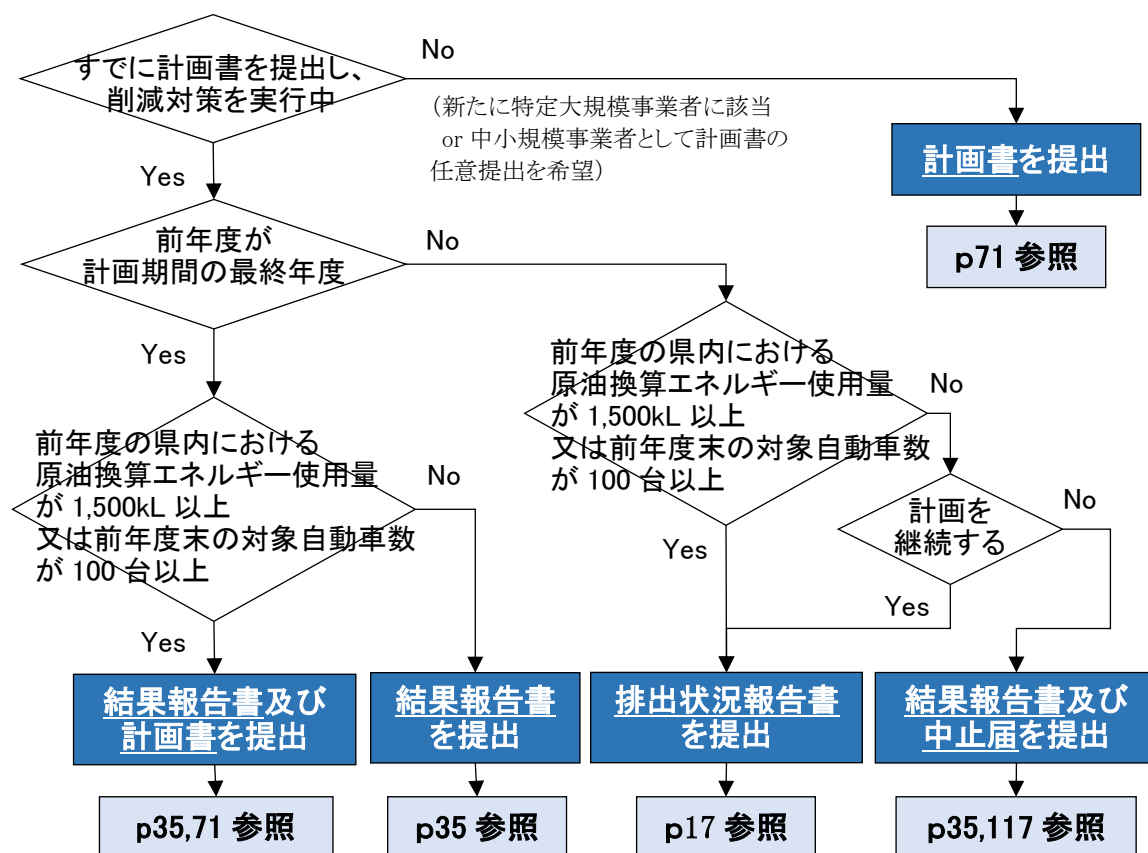 すでに計画書を提出し、
削減対策を実行中
No
（新たに特定大規模事業者に該当
or 中小規模事業者として計画書の
任意提出を希望）
計画書を提出
p71 参照
Yes
前年度が
計画期間の最終年度
No
Yes
前年度の県内における
原油換算エネルギー使用量
が 1,500kL 以上
又は前年度末の対象自動車数
が 100 台以上
No
計画を
継続する
No
Yes
Yes
前年度の県内における
原油換算エネルギー使用量
が 1,500kL 以上
又は前年度末の対象自動車数
が 100 台以上
No
Yes
結果報告書及び
計画書を提出
p35,71 参照
結果報告書
を提出
p35 参照
排出状況報告書
を提出
p17 参照
結果報告書及び
中止届を提出
p35,117 参照